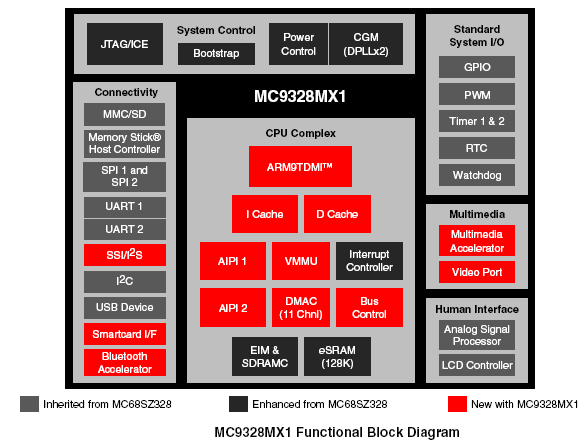 System Control
JTAG/ICE
Bootstrap
Power
Control
CGM
(DPLLx2)
Standard
System I/O
GPIO
PWM
Timer 1 & 2
RTC
Watchdog
MC9328MX1
Connectivity
MMC/SD
Memory Stick®
Host Controller
SPI 1 and
SPI 2
UART 1
UART 2
SSI/I2S
I2C
USB Device
Smartcard I/F
Bluetooth
Accelerator
CPU Complex
ARM9TDMI™
I Cache
D Cache
AIPI 1
VMMU
Interrupt
Controller
AIPI 2
DMAC
(11 Chnl)
Bus
Control
EIM &
SDRAMC
eSRAM
(128K)
Multimedia
Multimedia
Accelerator
Video Port
Human Interface
Analog Signal
Processor
LCD Controller
Inherited from MC68SZ328
Enhanced from MC68SZ328
New with MC9328MX1
MC9328MX1 Functional Block Diagram